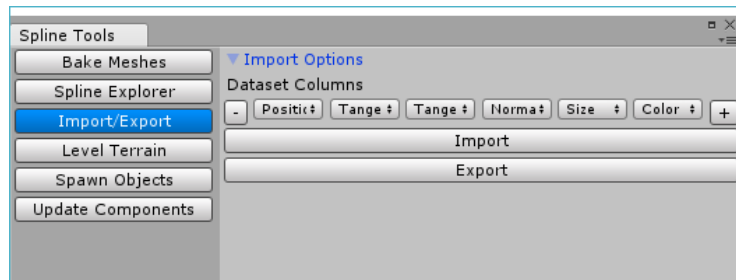 Spline Tools
Bake Meshes
Spline Explorer
Import/Export
Level Terrain
Spawn Objects
Update Components
Import Options
Dataset Columns
- Positic Tange Tange Norma Size Color +
Import
Export